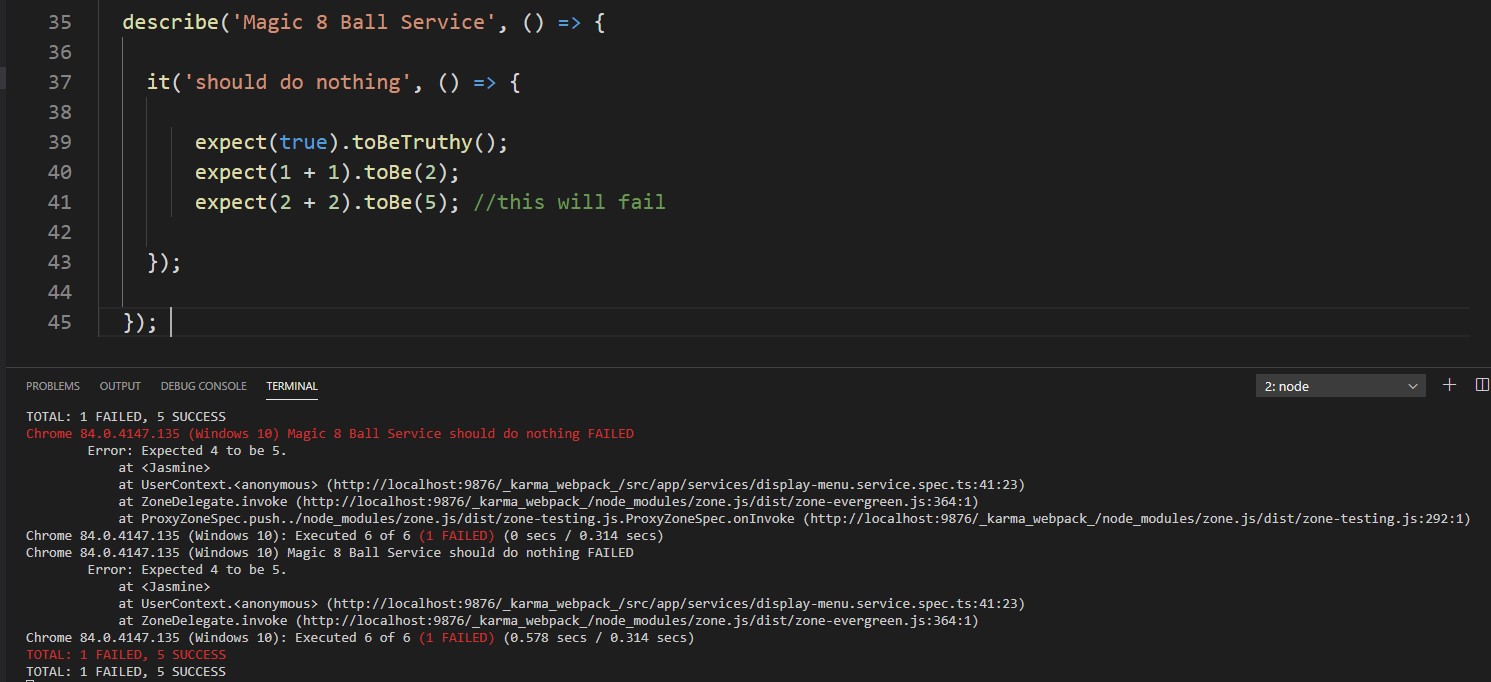 35 describe('Magic 8 Ball Service', () => {
36
37 it('should do nothing', () => {
38
39 expect(true).toBeTruthy();
40 expect(1 + 1).toBe(2);
41 expect(2 + 2).toBe(5); //this will fail
42
43 });
44
45 });
PROBLEMS OUTPUT DEBUG CONSOLE TERMINAL 2: node
TOTAL: 1 FAILED, 5 SUCCESS
Chrome 84.0.4147.135 (Windows 10) Magic 8 Ball Service should do nothing FAILED
Error: Expected 4 to be 5.
at <Jasmine>
at UserContext.<anonymous> (http://localhost:9876/_karma_webpack_/src/app/services/display-menu.service.spec.ts:41:23)
at ZoneDelegate.invoke (http://localhost:9876/_karma_webpack_/node_modules/zone.js/dist/zone-evergreen.js:364:1)
at ProxyZoneSpec.push../node_modules/zone.js/dist/zone-testing.js.ProxyZoneSpec.onInvoke (http://localhost:9876/_karma_webpack_/node_modules/zone.js/dist/zone-testing.js:292:1)
Chrome 84.0.4147.135 (Windows 10): Executed 6 of 6 (1 FAILED) (0 secs / 0.314 secs)
Chrome 84.0.4147.135 (Windows 10) Magic 8 Ball Service should do nothing FAILED
Error: Expected 4 to be 5.
at <Jasmine>
at UserContext.<anonymous> (http://localhost:9876/_karma_webpack_/src/app/services/display-menu.service.spec.ts:41:23)
at ZoneDelegate.invoke (http://localhost:9876/_karma_webpack_/node_modules/zone.js/dist/zone-evergreen.js:364:1)
Chrome 84.0.4147.135 (Windows 10): Executed 6 of 6 (1 FAILED) (0.578 secs / 0.314 secs)
TOTAL: 1 FAILED, 5 SUCCESS
TOTAL: 1 FAILED, 5 SUCCESS